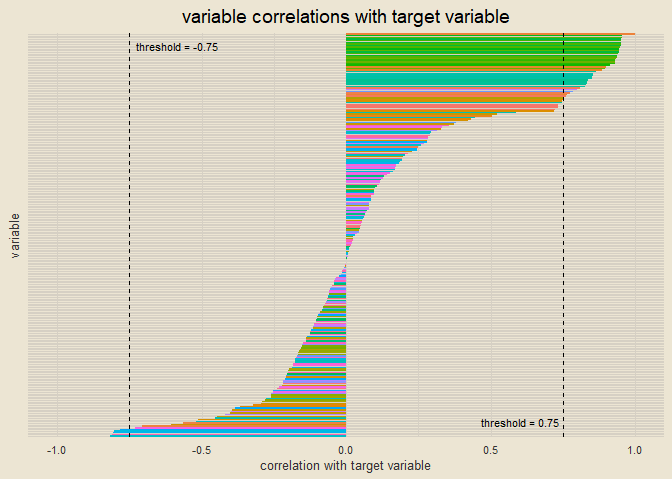 variable correlations with target variable
threshold = -0.75
variable
threshold = 0.75
-1.0 -0.5 0.0 0.5 1.0
correlation with target variable